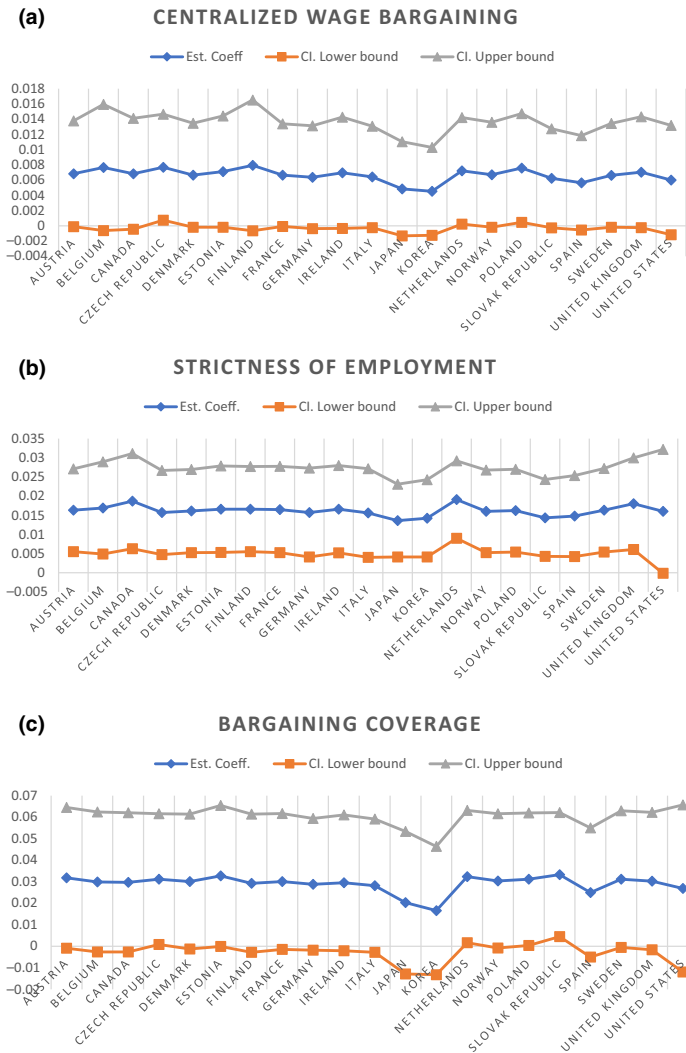 (a)
CENTRALIZED WAGE BARGAINING
Est. Coeff
CI. Lower bound
CI. Upper bound
0.018
0.016
0.014
0.012
0.01
0.008
0.006
0.004
0.002
0
−0.002
−0.004
AUSTRIA
BELGIUM
CANADA
CZECH REPUBLIC
DENMARK
ESTONIA
FINLAND
FRANCE
GERMANY
IRELAND
ITALY
JAPAN
KOREA
NETHERLANDS
NORWAY
POLAND
SLOVAK REPUBLIC
SPAIN
SWEDEN
UNITED KINGDOM
UNITED STATES
(b)
STRICTNESS OF EMPLOYMENT
Est. Coeff.
CI. Lower bound
CI. Upper bound
0.035
0.03
0.025
0.02
0.015
0.01
0.005
0
−0.005
AUSTRIA
BELGIUM
CANADA
CZECH REPUBLIC
DENMARK
ESTONIA
FINLAND
FRANCE
GERMANY
IRELAND
ITALY
JAPAN
KOREA
NETHERLANDS
NORWAY
POLAND
SLOVAK REPUBLIC
SPAIN
SWEDEN
UNITED KINGDOM
UNITED STATES
(c)
BARGAINING COVERAGE
Est. Coeff.
CI. Lower bound
CI. Upper bound
0.07
0.06
0.05
0.04
0.03
0.02
0.01
0
−0.01
−0.02
AUSTRIA
BELGIUM
CANADA
CZECH REPUBLIC
DENMARK
ESTONIA
FINLAND
FRANCE
GERMANY
IRELAND
ITALY
JAPAN
KOREA
NETHERLANDS
NORWAY
POLAND
SLOVAK REPUBLIC
SPAIN
SWEDEN
UNITED KINGDOM
UNITED STATES